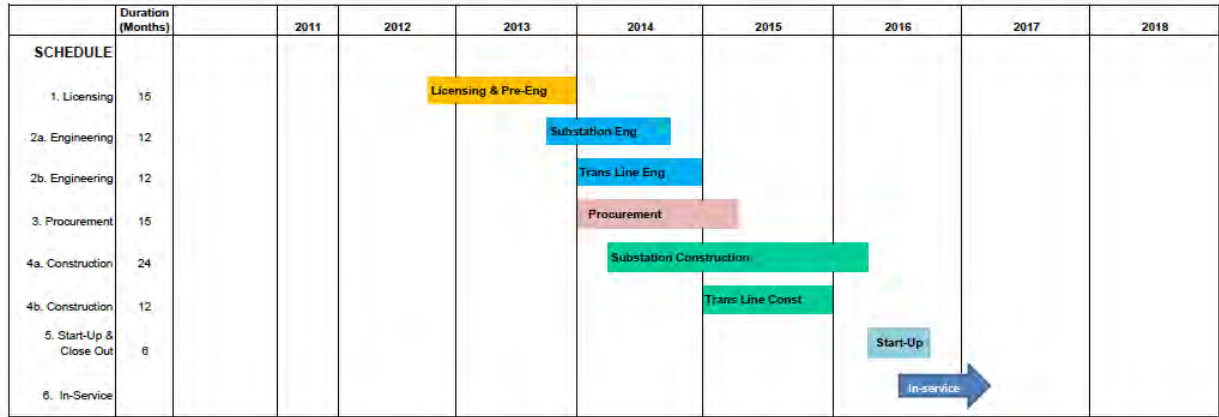 Duration
(Months) 2011 2012 2013 2014 2015 2016 2017 2018
SCHEDULE
1. Licensing 15 Licensing & Pre-Eng
2a. Engineering 12 Substation Eng
2b. Engineering 12 Trans Line Eng
3. Procurement 15 Procurement
4a. Construction 24 Substation Construction
4b. Construction 12 Trans Line Const
5. Start-Up &
Close Out 6 Start-Up
6. In-Service In-service